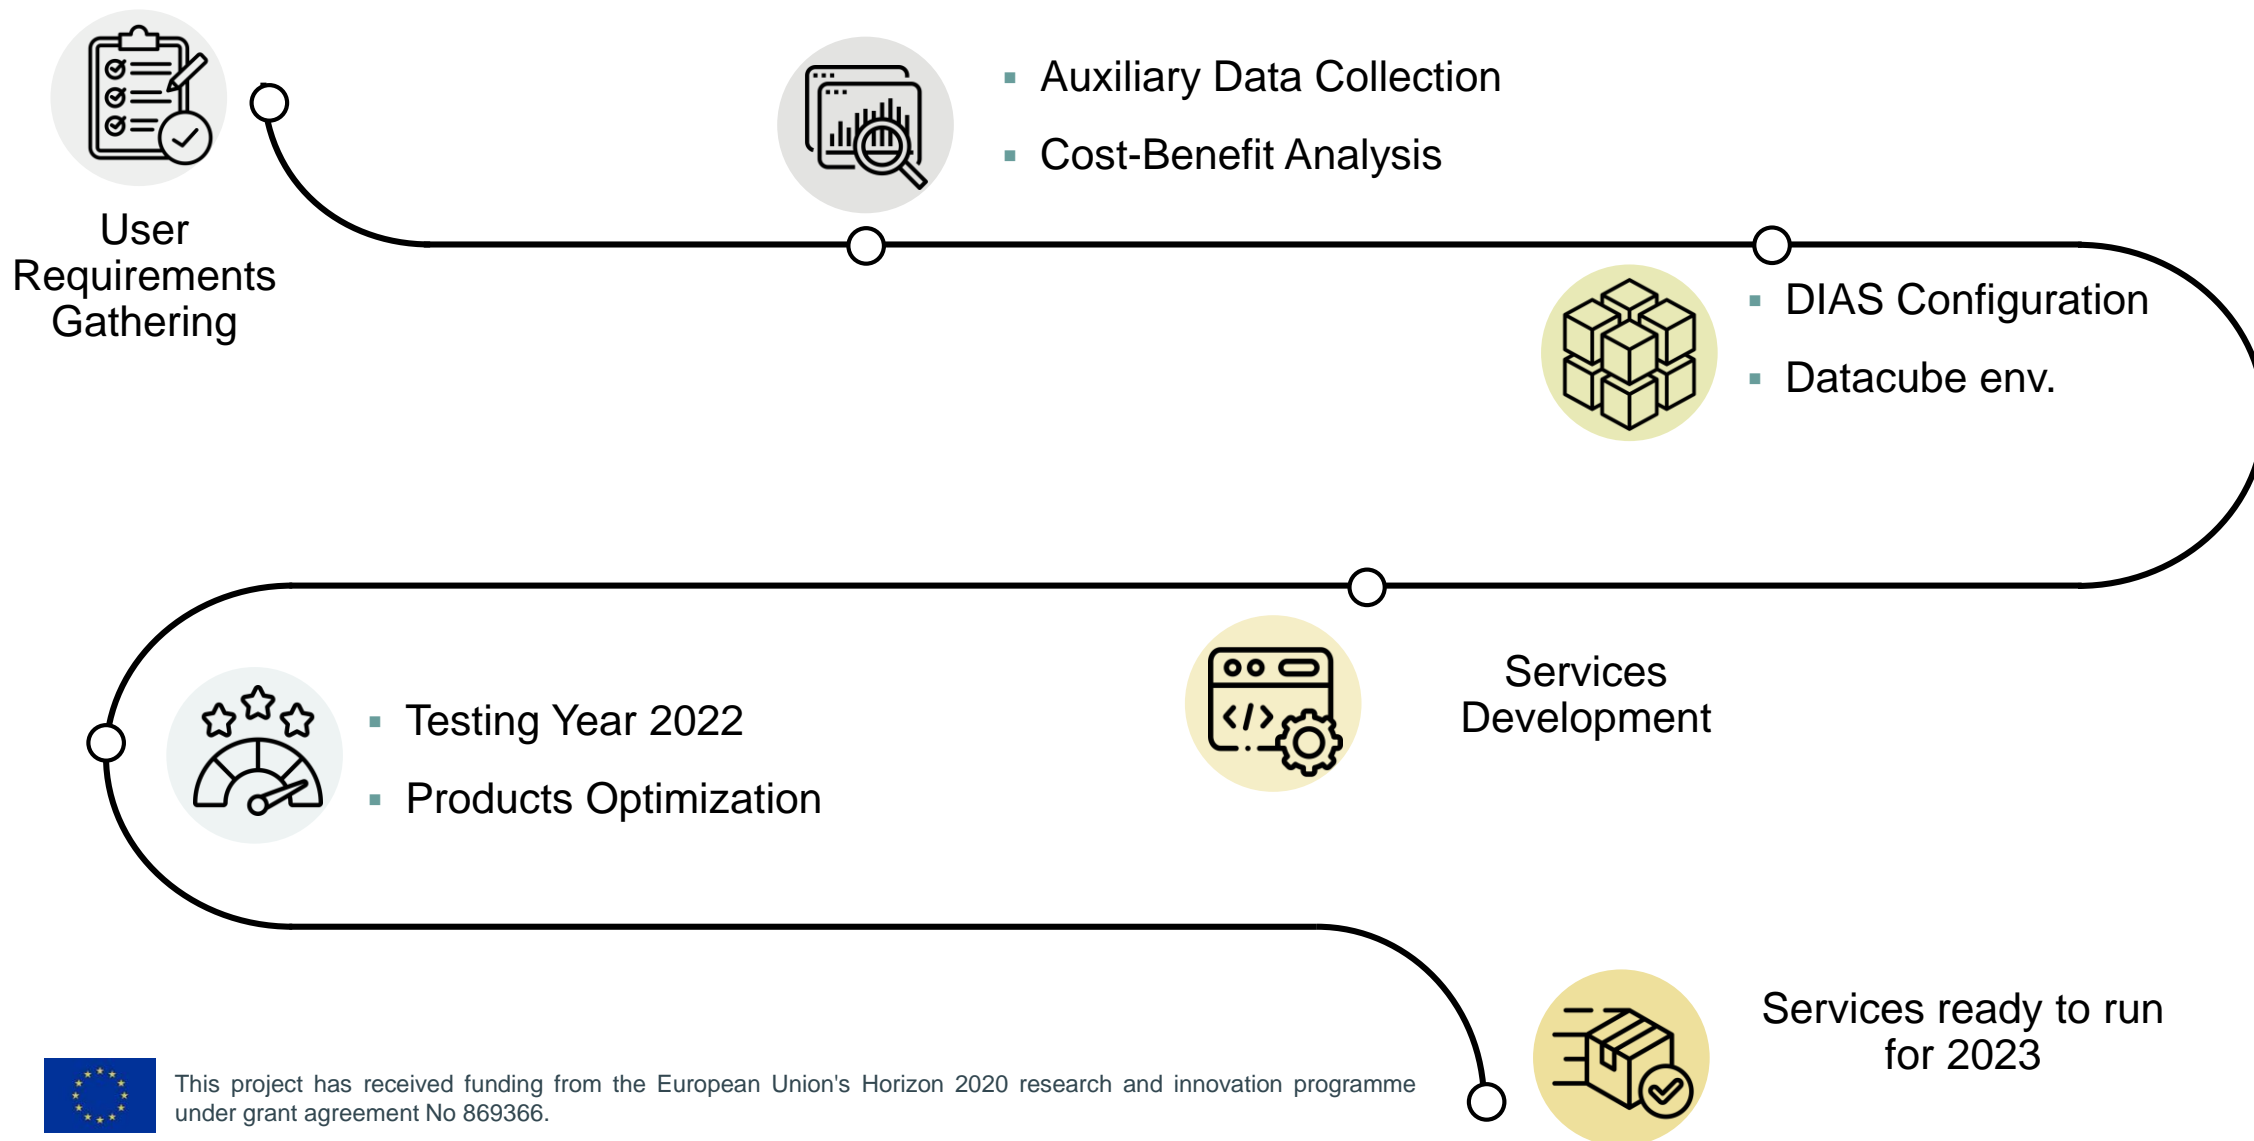 User
Requirements
Gathering
▪ Auxiliary Data Collection
▪ Cost-Benefit Analysis
▪ DIAS Configuration
▪ Datacube env.
Services
Development
▪ Testing Year 2022
▪ Products Optimization
Services ready to run
for 2023
This project has received funding from the European Union's Horizon 2020 research and innovation programme
under grant agreement No 869366.